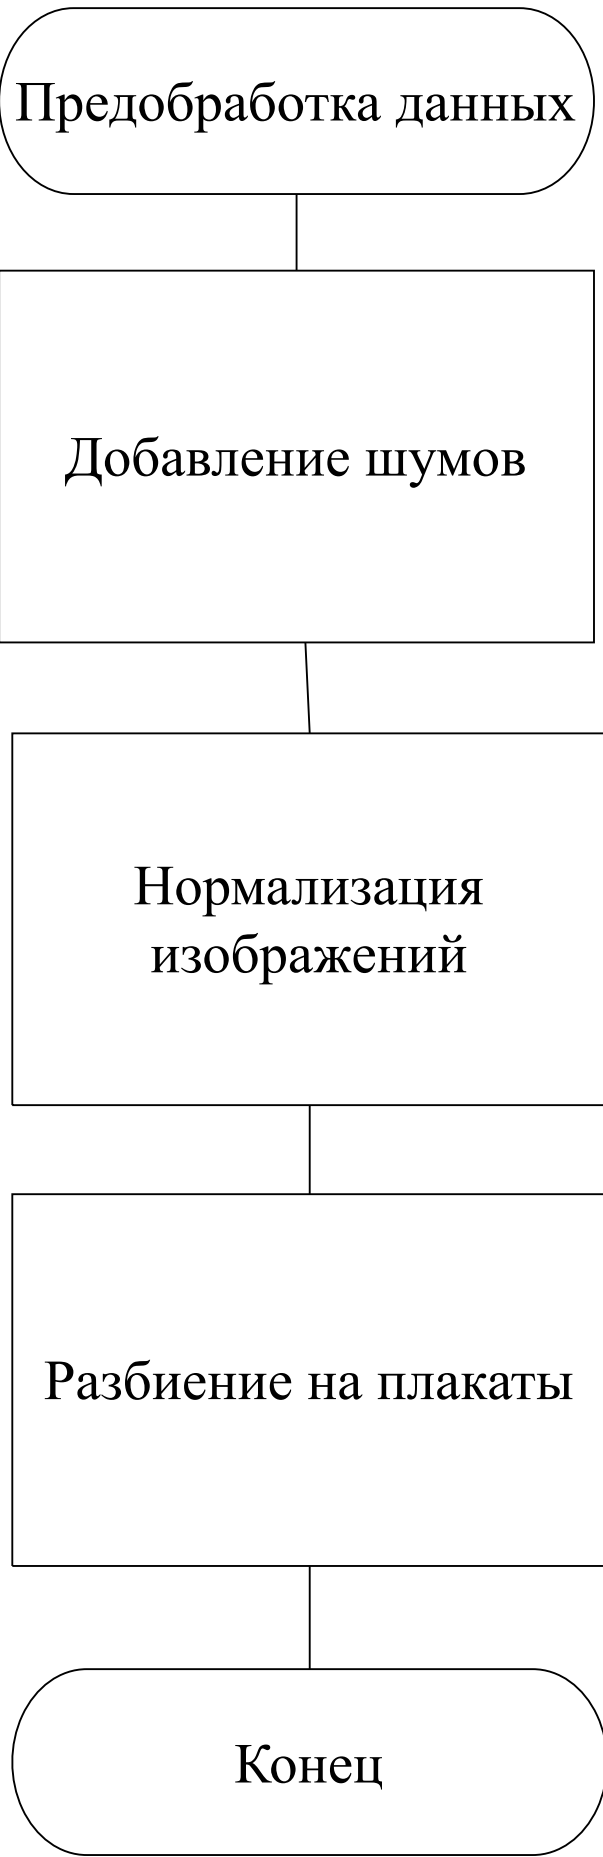 Предобработка данных
Добавление шумов
Нормализация
изображений
Разбиение на плакаты
Конец